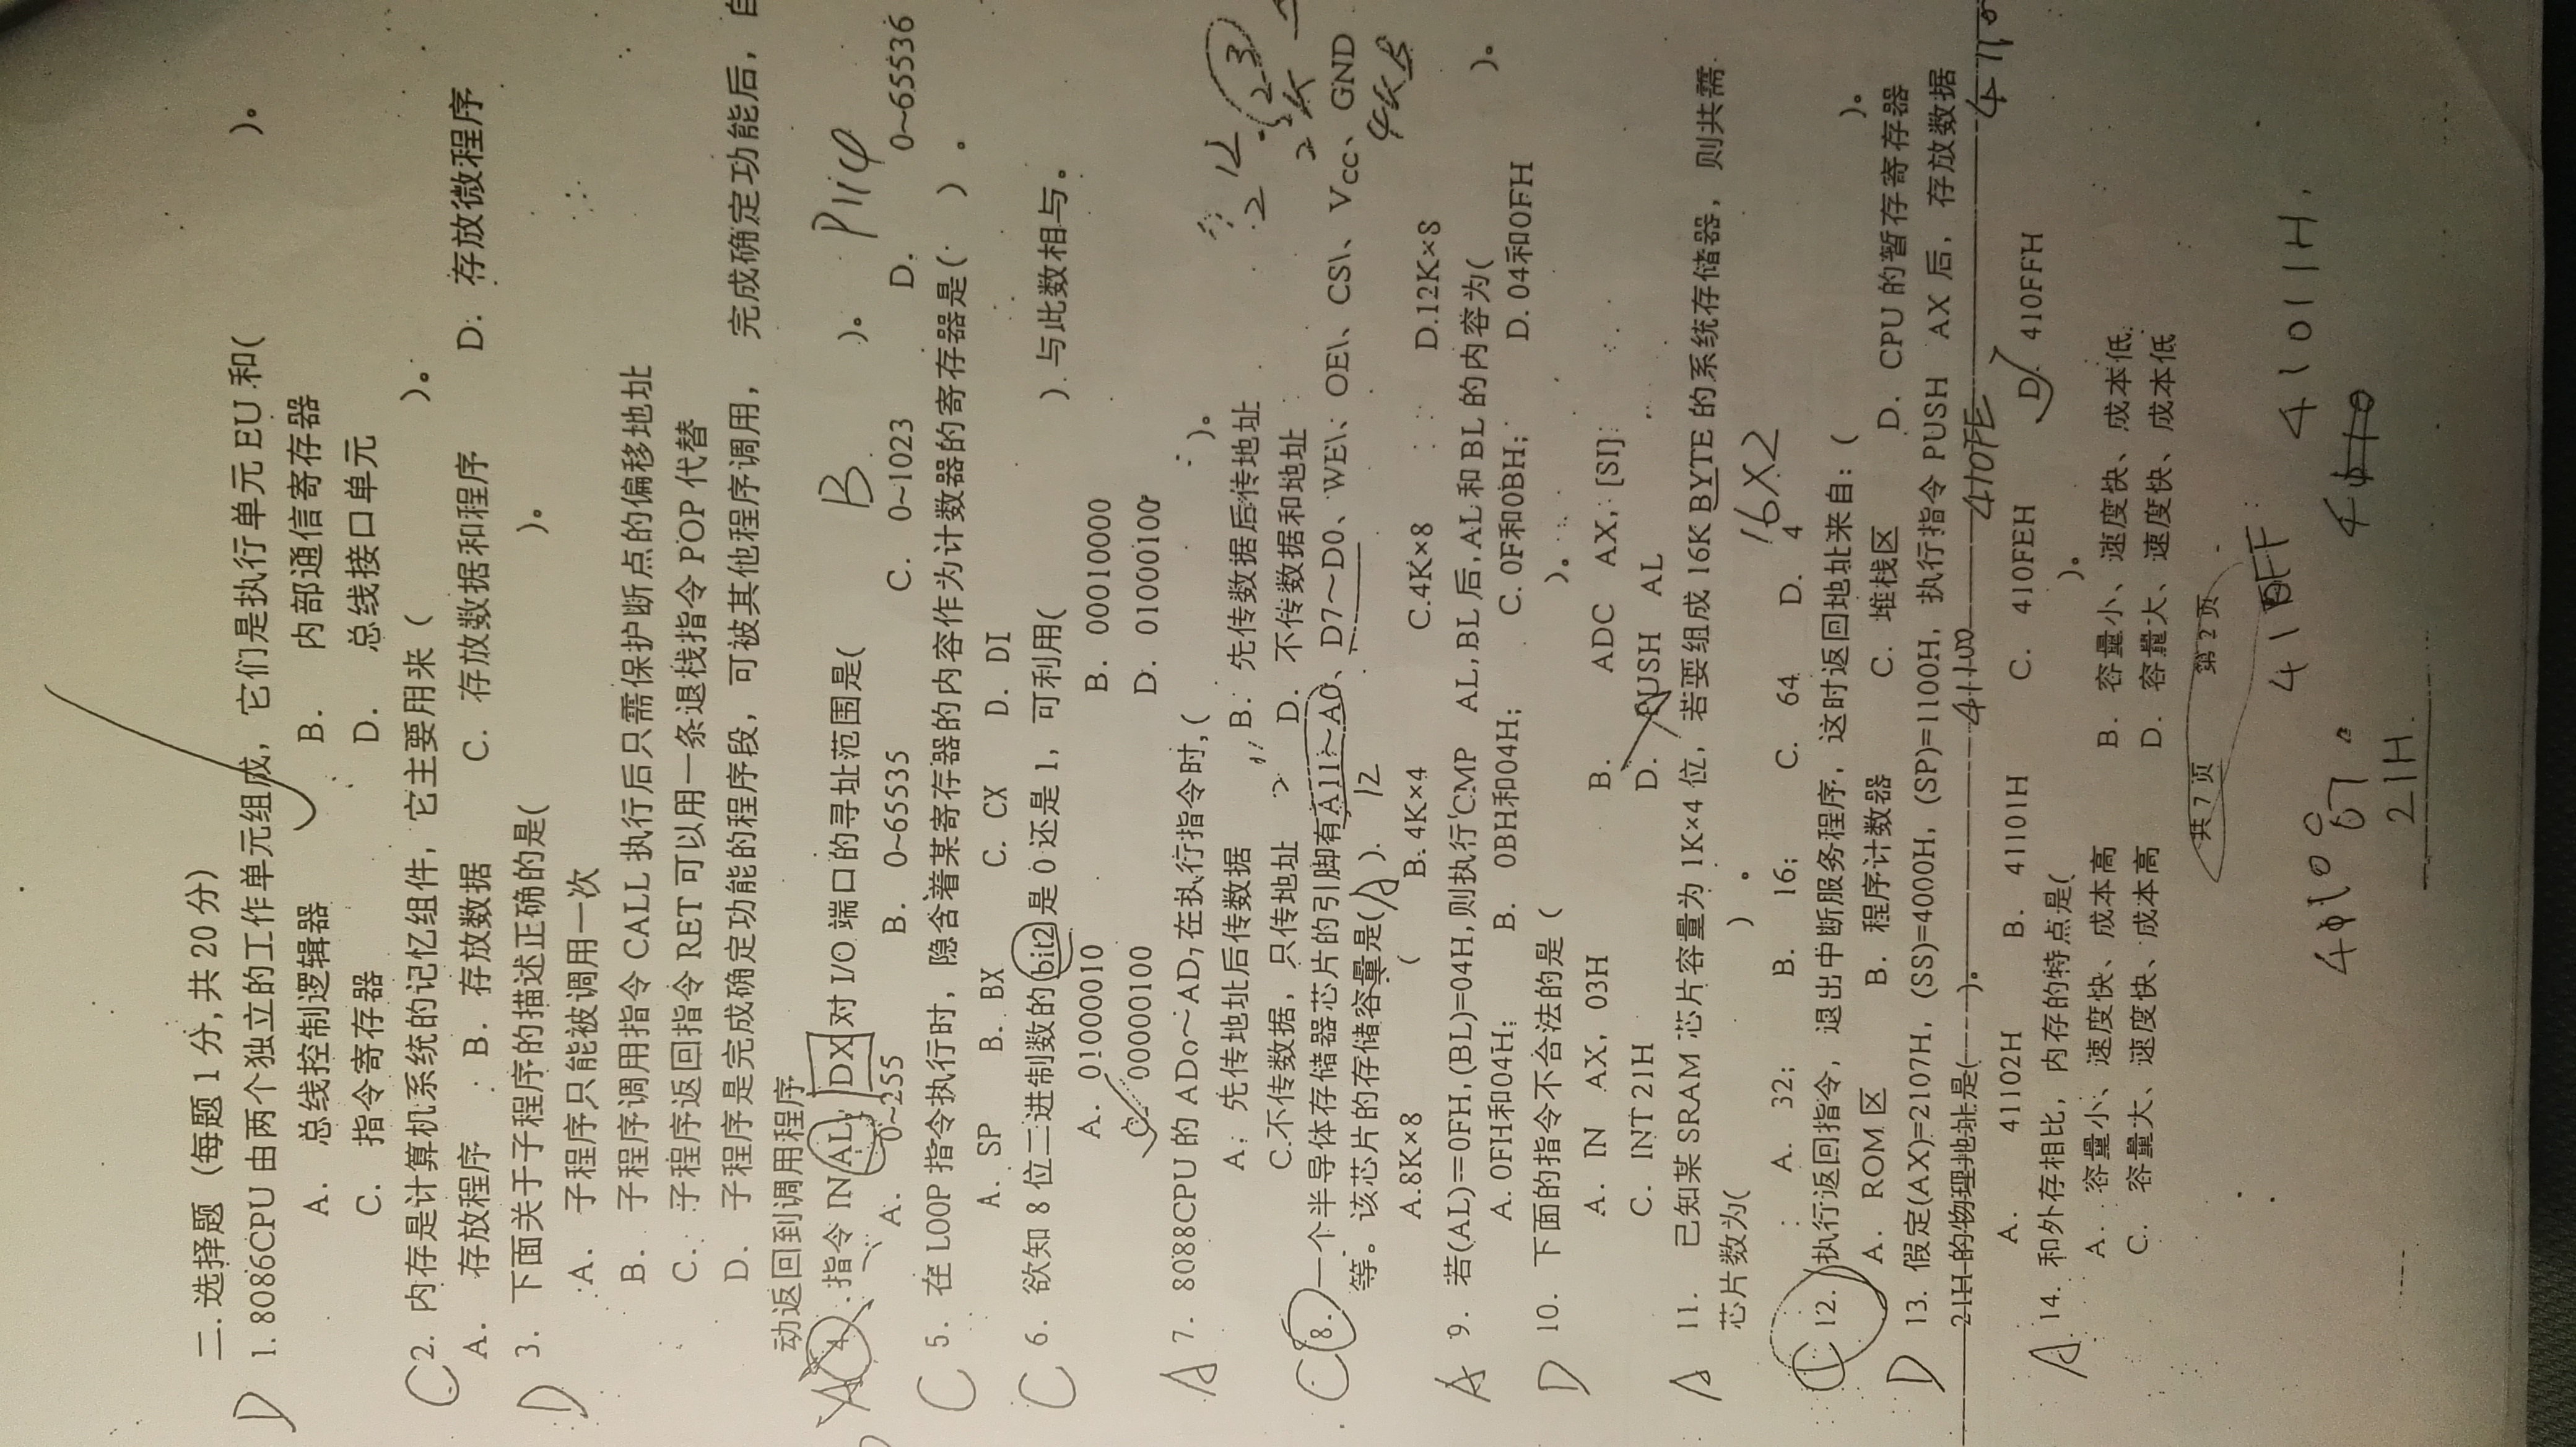 二.选择题 (每题1分,共20分)
D 1.8086CPU 由两个独立的工作单元组成, 它们是执行单元 EU 和( )。
A. 总线控制逻辑器 B. 内部通信寄存器
C. 指令寄存器 D. 总线接口单元
C 2. 内存是计算机系统的记忆组件, 它主要用来 ( )。
A. 存放程序 B. 存放数据 C. 存放数据和程序 D. 存放微程序
D 3. 下面关于子程序的描述正确的是( )。
A. 子程序只能被调用一次
B. 子程序调用用指令 CALL 执行后只需保护断点的偏移地址
C. 子程序返回指令 RET 可以用一条退栈指令 POP 代替
D. 子程序是完成确定功能的程序段, 可被其他程序调用, 完成确定功能后, 自
动返回到调用程序
4. 指令 IN AL, DX 对 I/O 端口的寻址范围是( B )。
A. 0~255 B. 0~65535 C. 0~1023 D. 0~65536
C 5. 在 LOOP 指令执行时, 隐含着某寄存器的内容作为计数器的寄存器是( ) 。
A. SP B. BX C. CX D. DI
C 6. 欲知 8 位二进制数的 bit2 是 0 还是 1, 可利用( ) 与此数相与。
A. 01000010 B. 00010000
C. 00000100 D. 01000100
A 7. 8088CPU 的 AD0~AD7在执行指令时,( )。
A. 先传地址后传数据 B. 先传数据后传地址
C.不传数据, 只传地址 D. 不传数据和地址
C 8. 一个半导体存储器芯片的引脚有 A11~A0、D7~D0、WE\、OE\、CS\、Vcc、GND
等。该芯片的存储容量是(A).
12
4KB
A.8K×8 B.4K×4 C.4K×8 D.12K×8
A 9. 若(AL)=0FH,(BL)=04H,则执行 CMP AL,BL 后,AL 和 BL 的内容为( )。
A. 0FH和04H; B. 0BH和04H; C. 0F和0BH; D. 04和0FH
D 10. 下面的指令不合法的是 ( )。
A. IN AX, 03H B. ADC AX, [SI]
C. INT 21H D. PUSH AL
A 11. 已知某 SRAM 芯片容量为 1K×4 位, 若要组成 16K BYTE 的系统存储器, 则共需
芯片数为( ) 。
16X2
A. 32; B. 16; C. 64 D. 4
C 12. 执行返回指令, 退出中断服务程序, 这时返回地址来自:( )。
A. ROM 区 B. 程序计数器 C. 堆栈区 D. CPU 的暂存寄存器
D 13. 假定(AX)=2107H, (SS)=4000H, (SP)=1100H, 执行指令 PUSH AX 后, 存放数据
21H 的物理地址是( )。
41100
410FE
A. 41102H B. 41101H C. 410FEH D. 410FFH
A 14. 和外存相比, 内存的特点是( )。
A. 容量小、速度快、成本高 B. 容量小、速度快、成本低
C. 容量大、速度快、成本高 D. 容量大、速度快、成本低
共 7 页 第 2 页
4101H
21H